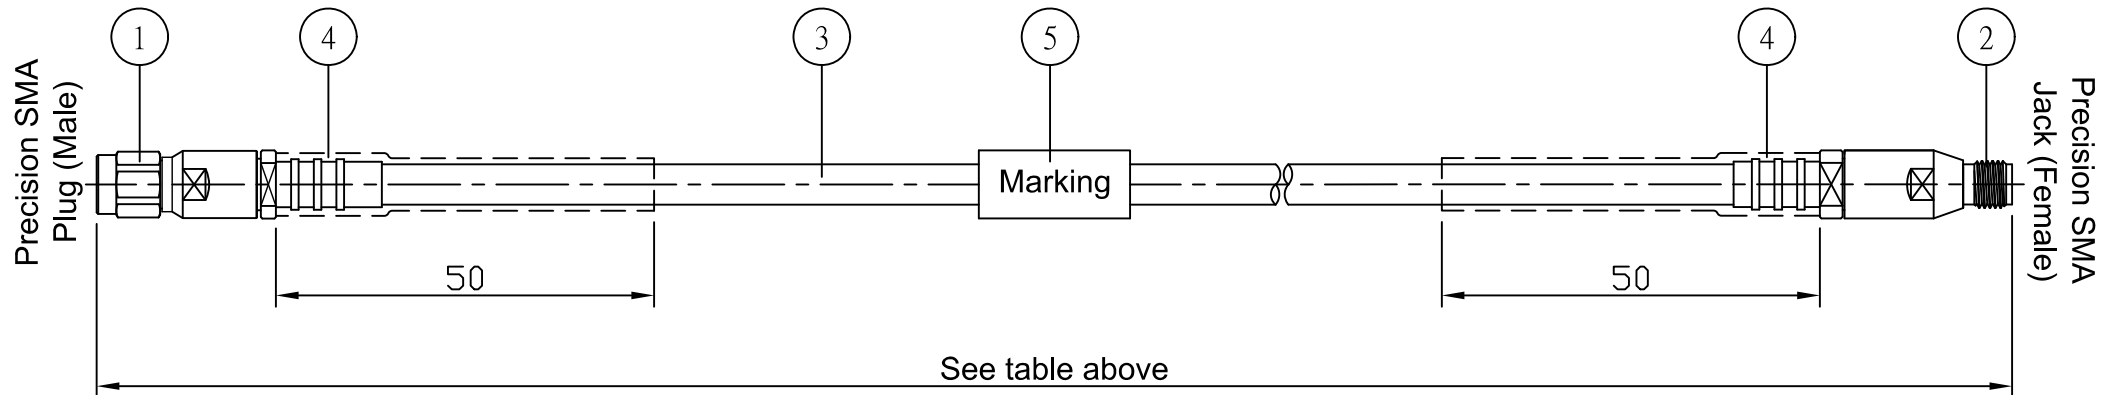 1
4
3
5
4
2
Precision SMA
Plug (Male)
Marking
Precision SMA
Jack (Female)
50
50
See table above